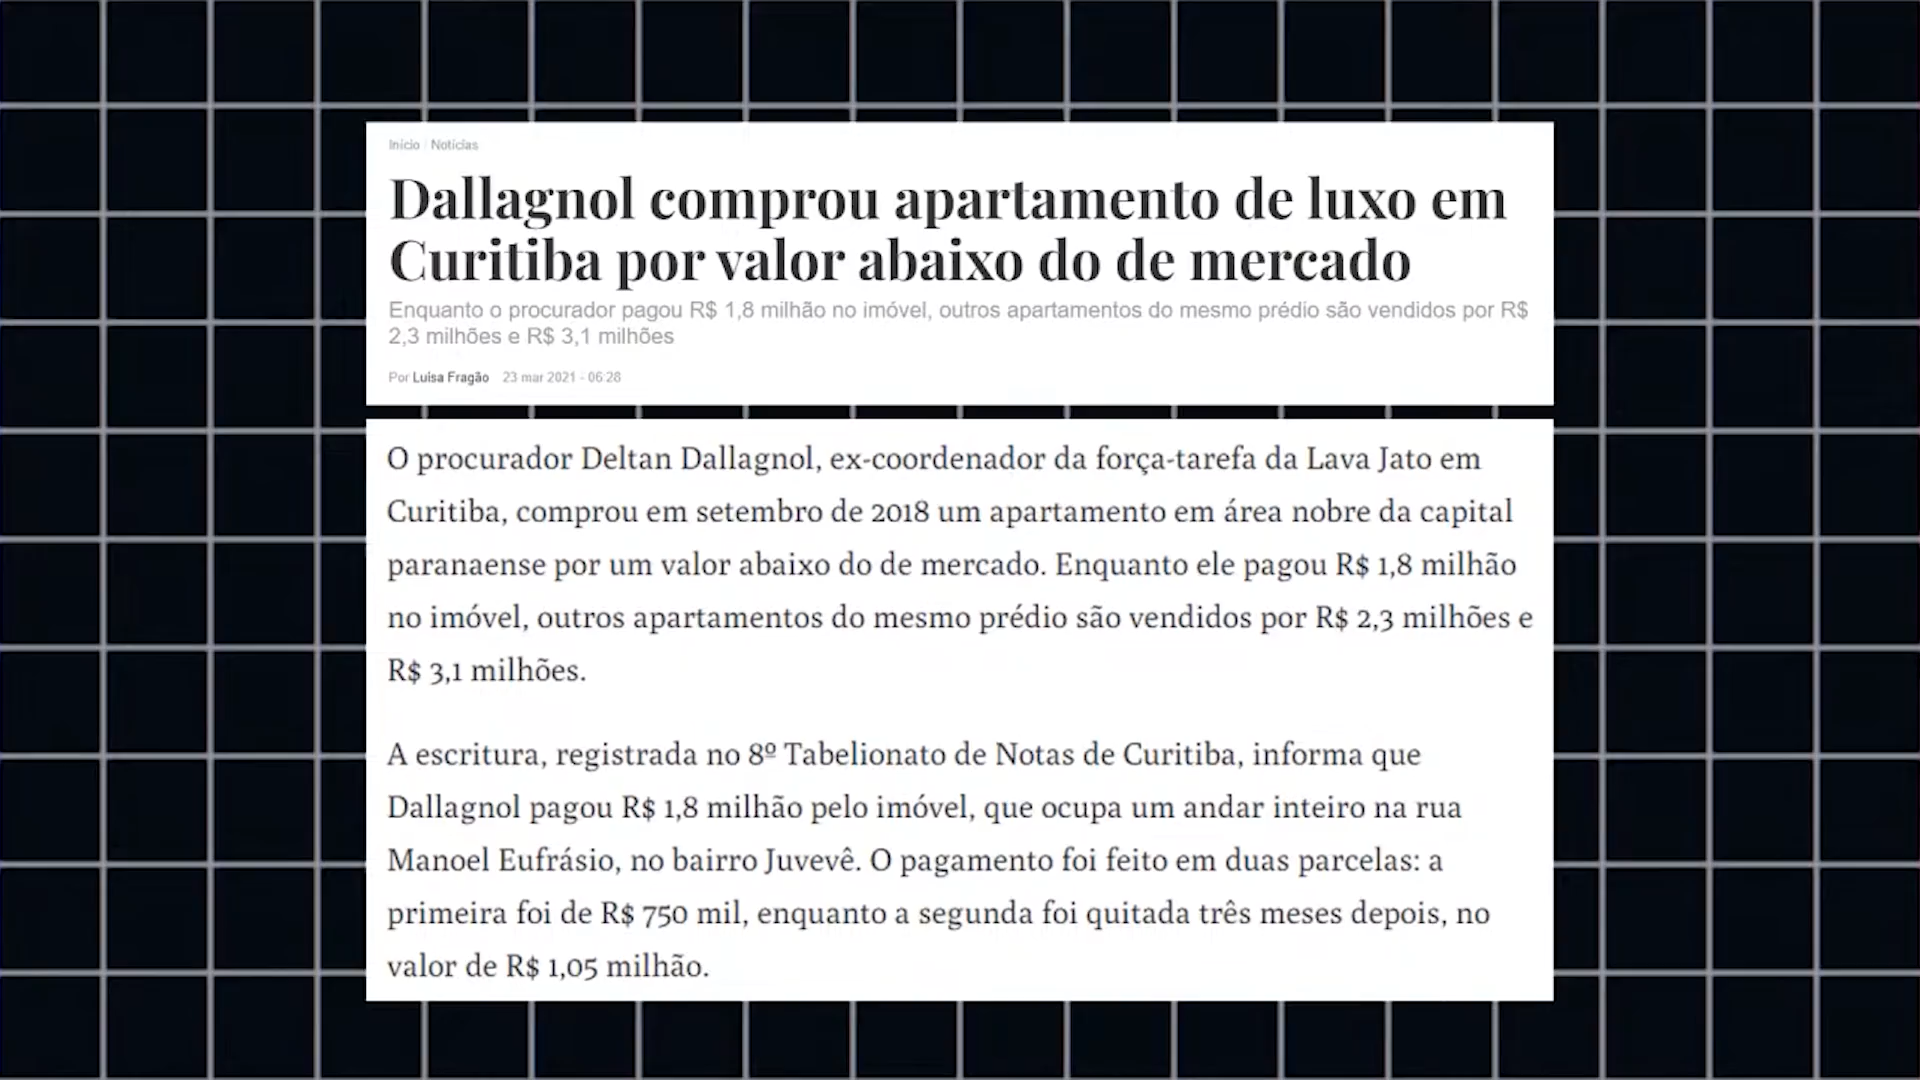 Início | Notícias
Dallagnol comprou apartamento de luxo em
Curitiba por valor abaixo do de mercado
Enquanto o procurador pagou R$ 1,8 milhão no imóvel, outros apartamentos do mesmo prédio são vendidos por R$
2,3 milhões e R$ 3,1 milhões
Por Luisa Fragão 23 mar 2021 - 06:28
O procurador Deltan Dallagnol, ex-coordenador da força-tarefa da Lava Jato em
Curitiba, comprou em setembro de 2018 um apartamento em área nobre da capital
paranaense por um valor abaixo do de mercado. Enquanto ele pagou R$ 1,8 milhão
no imóvel, outros apartamentos do mesmo prédio são vendidos por R$ 2,3 milhões e
R$ 3,1 milhões.
A escritura, registrada no 8º Tabelionato de Notas de Curitiba, informa que
Dallagnol pagou R$ 1,8 milhão pelo imóvel, que ocupa um andar inteiro na rua
Manoel Eufrásio, no bairro Juvevê. O pagamento foi feito em duas parcelas: a
primeira foi de R$ 750 mil, enquanto a segunda foi quitada três meses depois, no
valor de R$ 1,05 milhão.